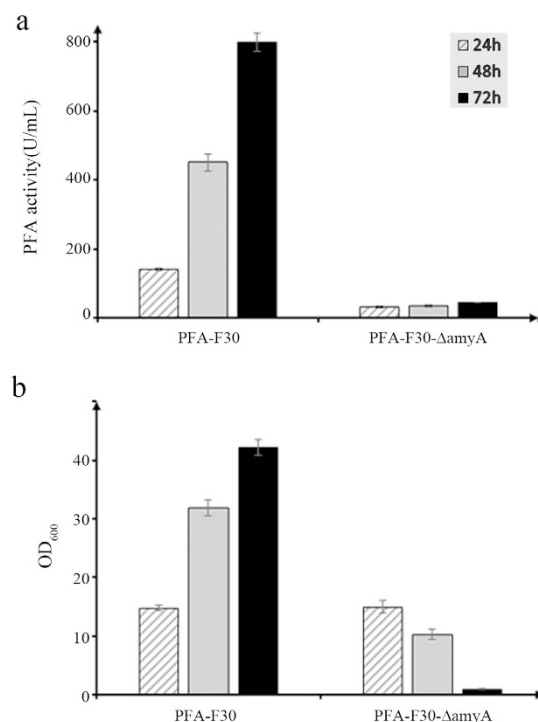 a
800
600
400
200
0
PFA activity(U/mL)
24h
48h
72h
PFA-F30 PFA-F30-ΔamyA
b
40
30
20
10
0
OD600
PFA-F30 PFA-F30-ΔamyA